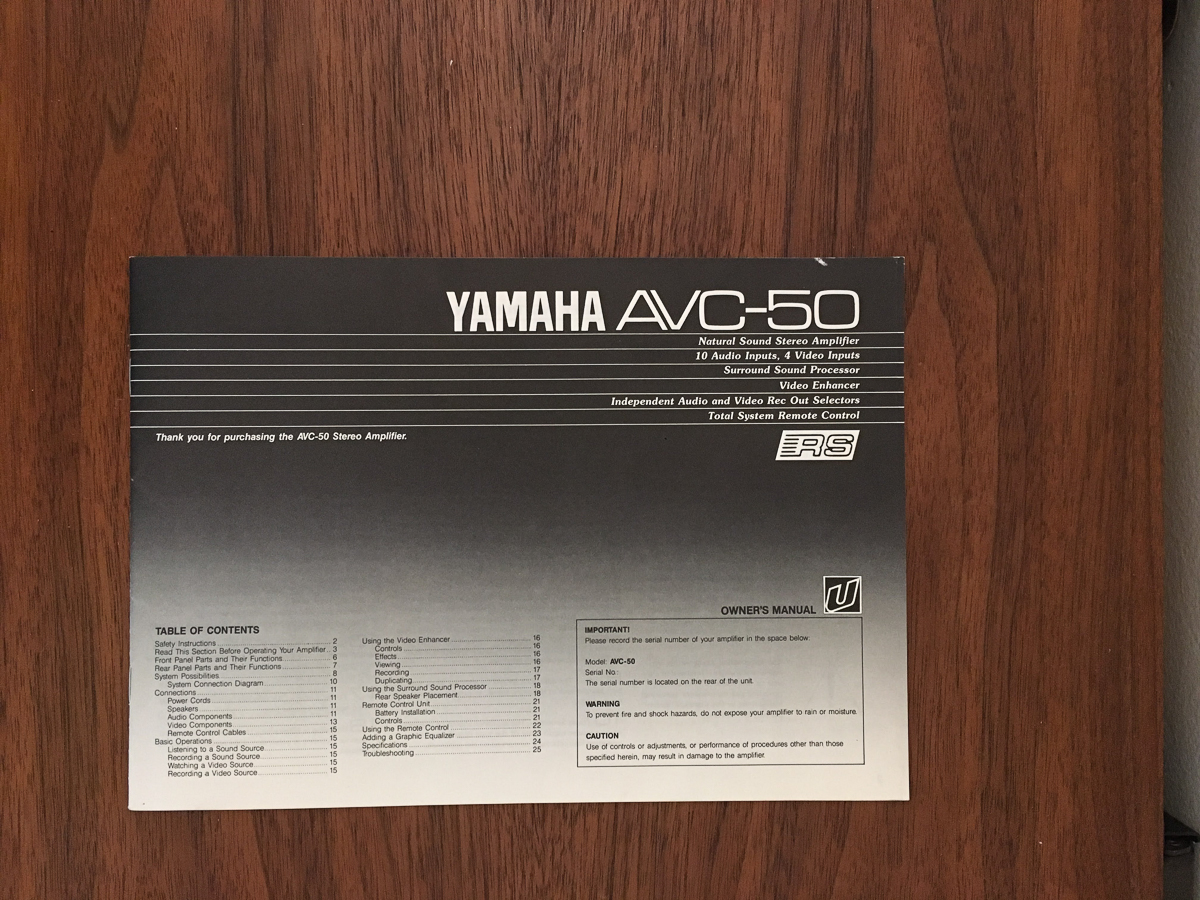 YAMAHA AVC-50
Natural Sound Stereo Amplifier
10 Audio Inputs, 4 Video Inputs
Surround Sound Processor
Video Enhancer
Independent Audio and Video Rec Out Selectors
Total System Remote Control
Thank you for purchasing the AVC-50 Stereo Amplifier.
RS
OWNER'S MANUAL U
TABLE OF CONTENTS
Safety Instructions 2
Read This Section Before Operating Your Amplifier 3
Front Panel Parts and Their Functions 6
Rear Panel Parts and Their Functions 7
System Possibilities 8
System Connection Diagram 10
Connections 11
Power Cords 11
Speakers 11
Audio Components 11
Video Components 13
Remote Control Cables 15
Basic Operations 15
Listening to a Sound Source 15
Recording a Sound Source 15
Watching a Video Source 15
Recording a Video Source 15
Using the Video Enhancer 16
Controls 16
Effects 16
Viewing 16
Recording 17
Duplicating 17
Using the Surround Sound Processor 18
Rear Speaker Placement 18
Remote Control Unit 21
Battery Installation 21
Controls 21
Using the Remote Control 22
Adding a Graphic Equalizer 23
Specifications 24
Troubleshooting 25
IMPORTANT!
Please record the serial number of your amplifier in the space below:
Model: AVC-50
Serial No.:
The serial number is located on the rear of the unit.
WARNING
To prevent fire and shock hazards, do not expose your amplifier to rain or moisture.
CAUTION
Use of controls or adjustments, or performance of procedures other than those
specified herein, may result in damage to the amplifier.